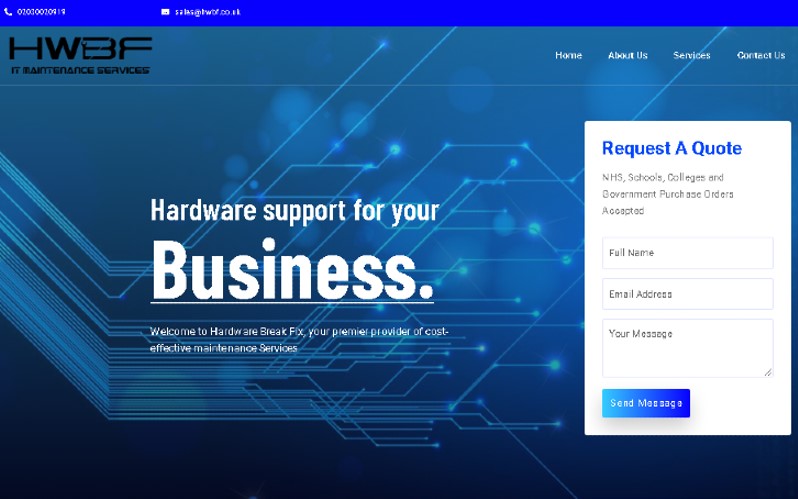 02030020919
sales@hwbf.co.uk
HWBF
IT MAINTENANCE SERVICES
Home About Us Services Contact Us
Request A Quote
NHS, Schools, Colleges and
Government Purchase Orders
Accepted
Hardware support for your
Business.
Welcome to Hardware Break Fix, your premier provider of cost-
effective maintenance Services
Full Name
Email Address
Your Message
Send Message